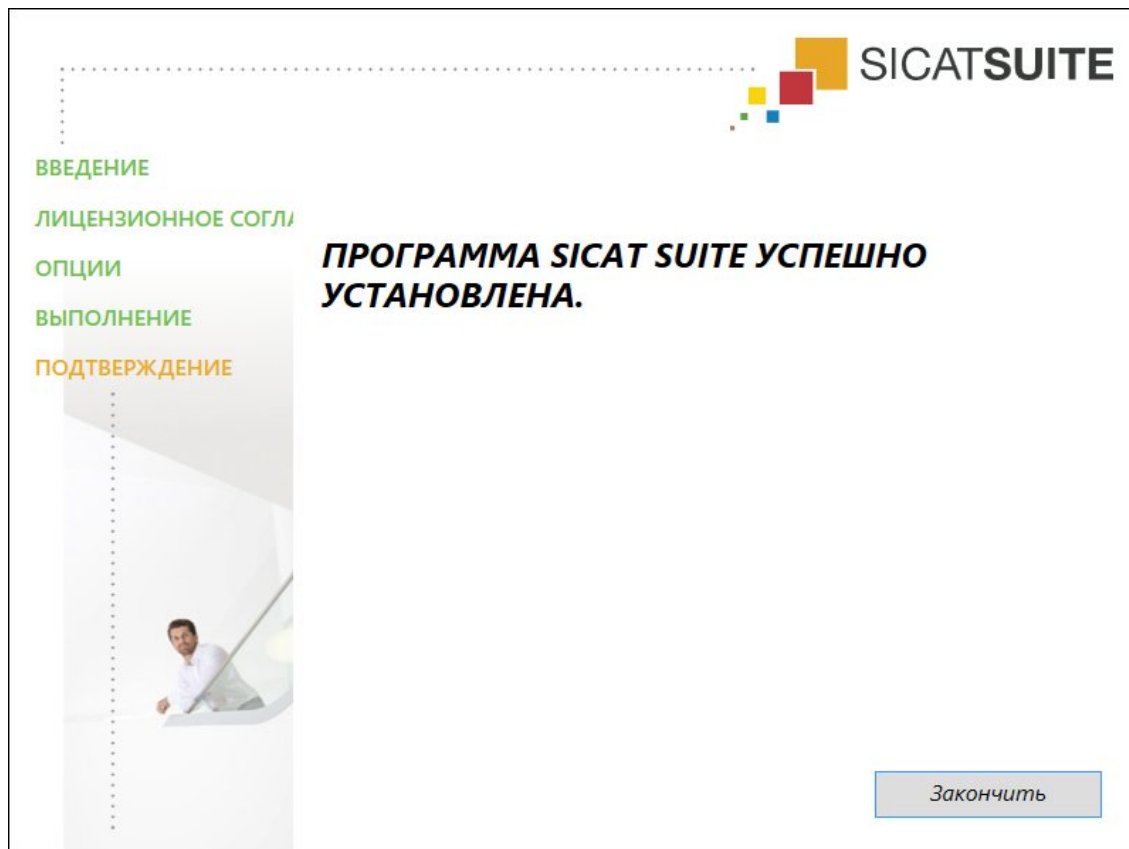 SICATSUITE
ВВЕДЕНИЕ
ЛИЦЕНЗИОННОЕ СОГЛ
ОПЦИИ
ВЫПОЛНЕНИЕ
ПОДТВЕРЖДЕНИЕ
ПРОГРАММА SICAT SUITE УСПЕШНО
УСТАНОВЛЕНА.
Закончить